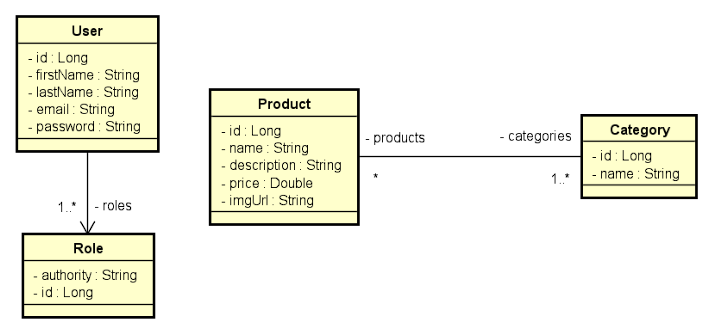 User
- id : Long
- firstName : String
- lastName : String
- email : String
- password : String
1..*
- roles
Role
- authority : String
- id : Long
Product
- id : Long
- name : String
- description : String
- price : Double
- imgUrl : String
- products
*
- categories
1..*
Category
- id : Long
- name : String